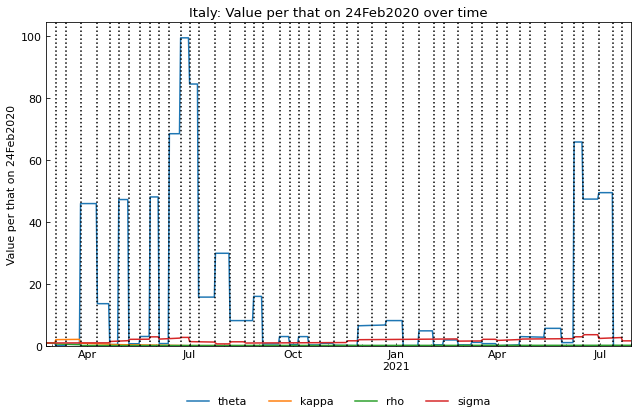 Italy: Value per that on 24Feb2020 over time
Value per that on 24Feb2020
100
80
60
40
20
0
Apr Jul Oct Jan Apr Jul
2021
theta kappa rho sigma